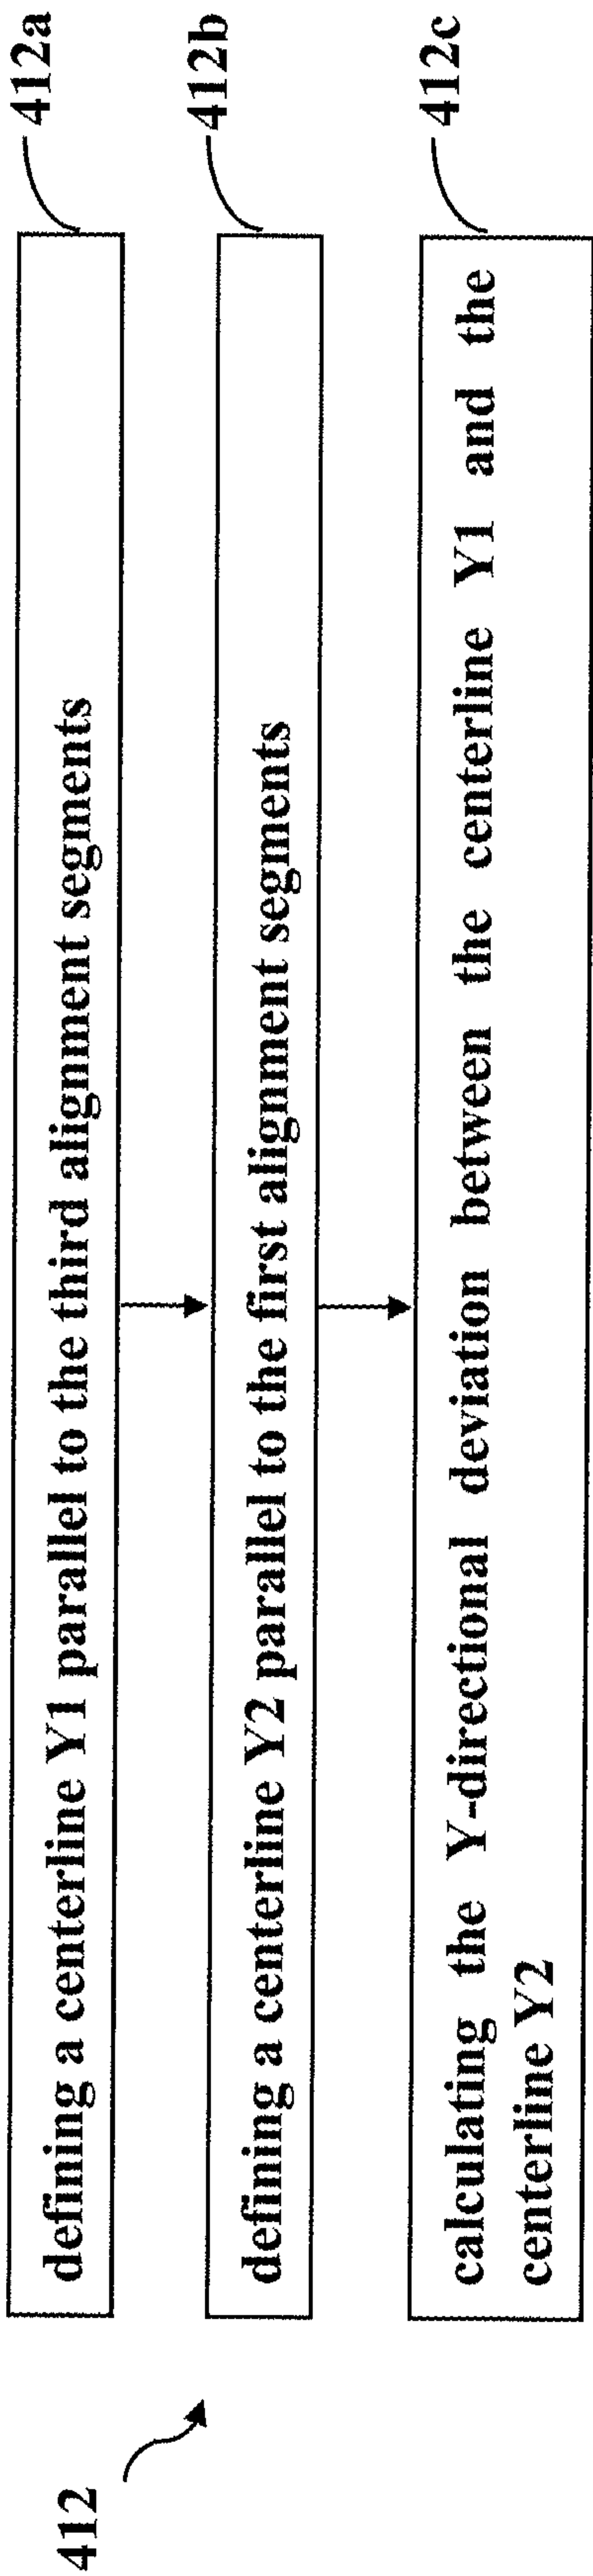 412
defining a centerline Y1 parallel to the third alignment segments
412a
defining a centerline Y2 parallel to the first alignment segments
412b
calculating the Y-directional deviation between the centerline Y1 and the
centerline Y2
412c